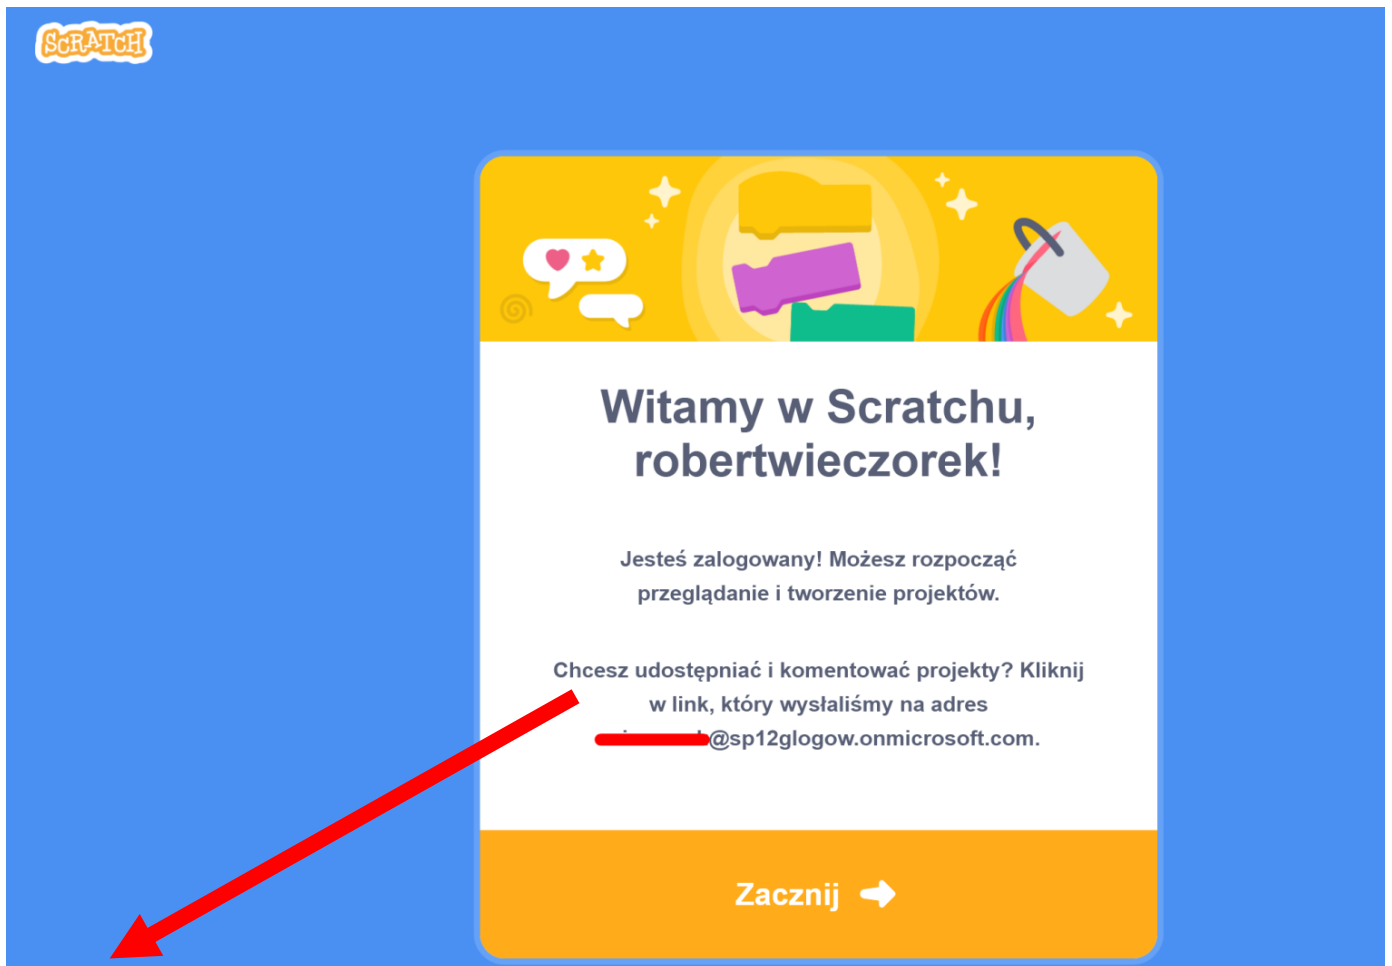 SCRATCH
Witamy w Scratchu,
robertwieczorek!
Jesteś zalogowany! Możesz rozpocząć
przeglądanie i tworzenie projektów.
Chcesz udostępniać i komentować projekty? Kliknij
w link, który wysłaliśmy na adres
@sp12glogow.onmicrosoft.com.
Zacznij